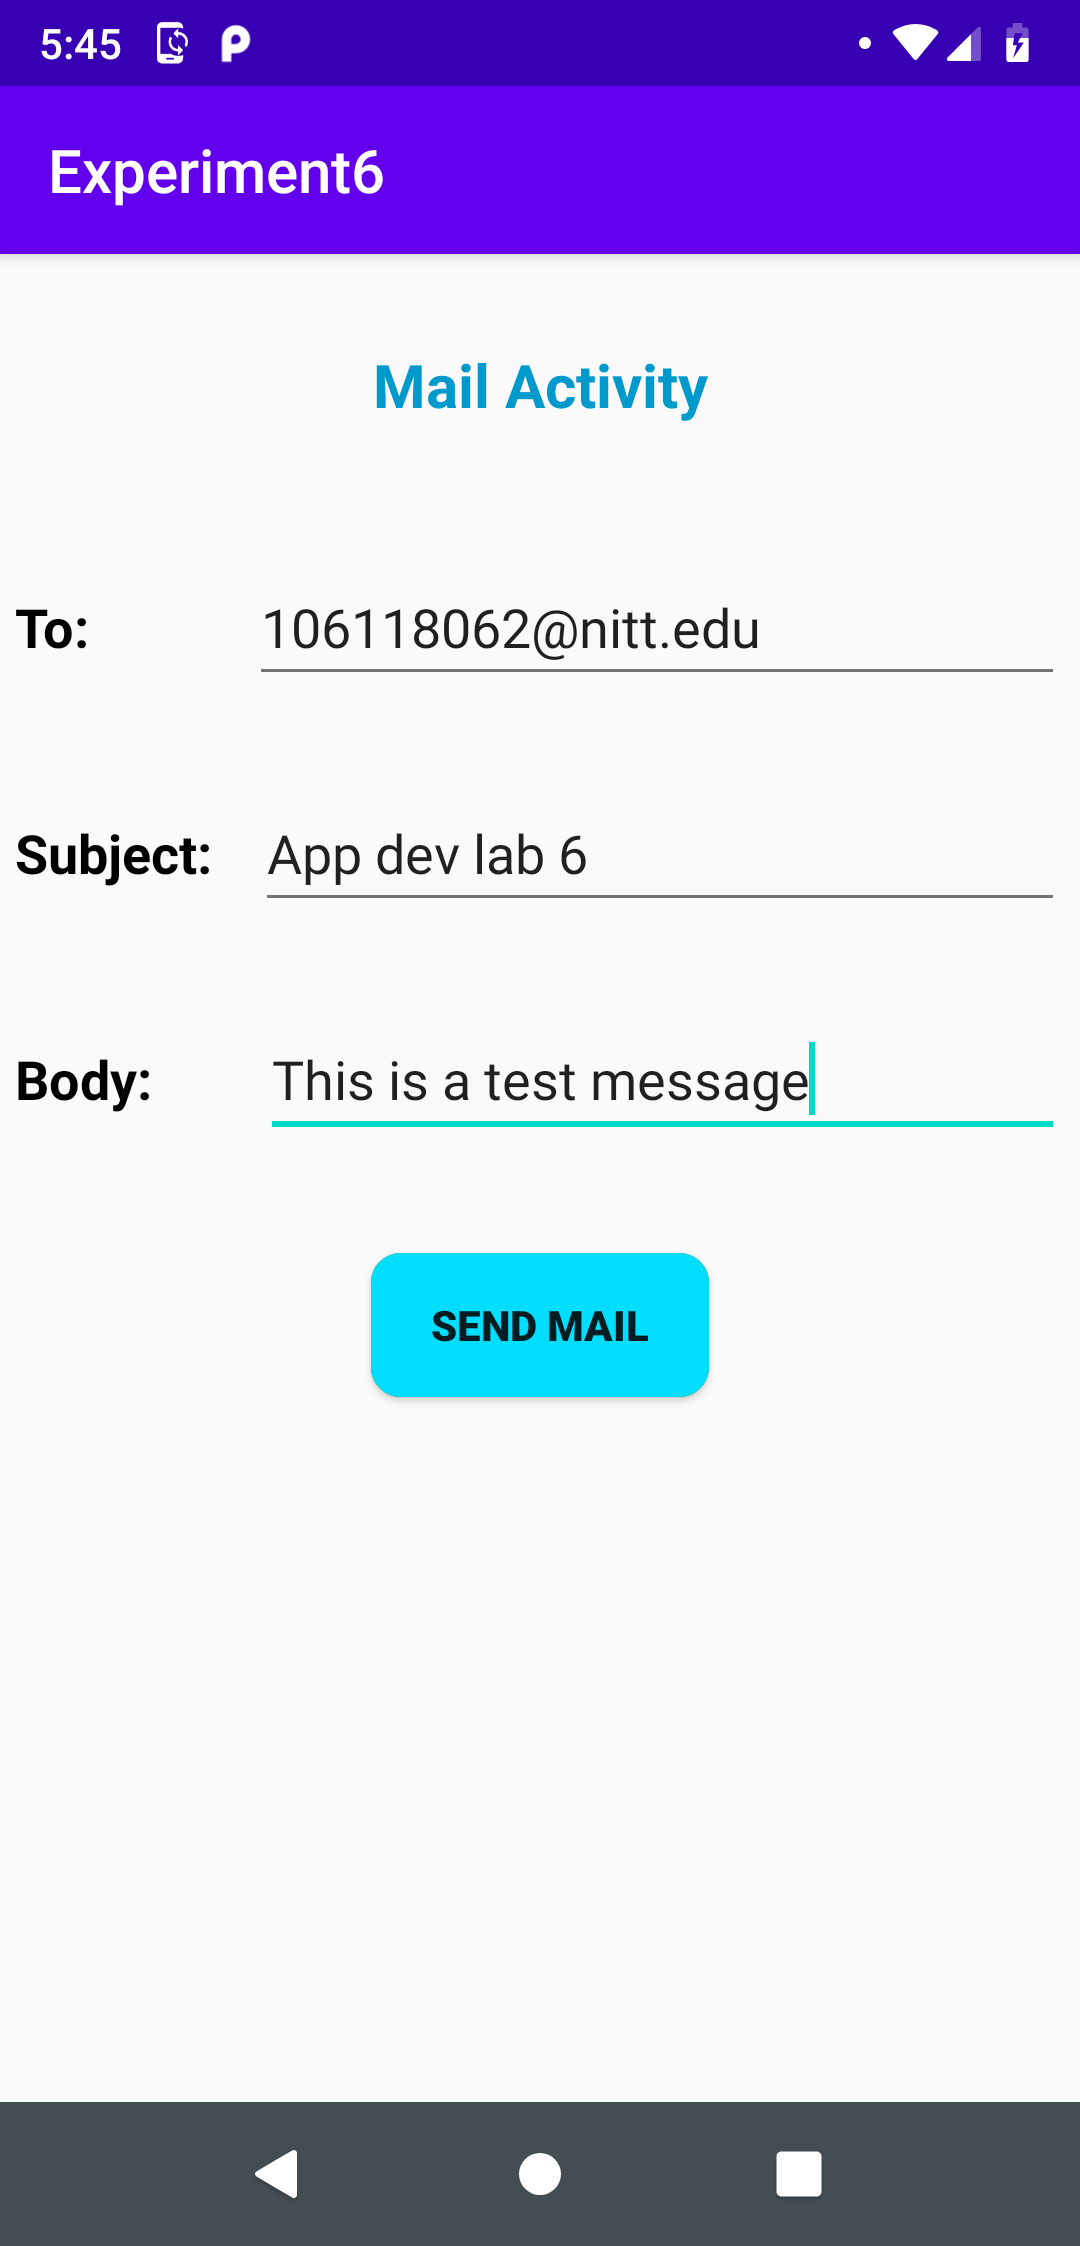 5:45
Experiment6
Mail Activity
To: 106118062@nitt.edu
Subject: App dev lab 6
Body: This is a test message
SEND MAIL